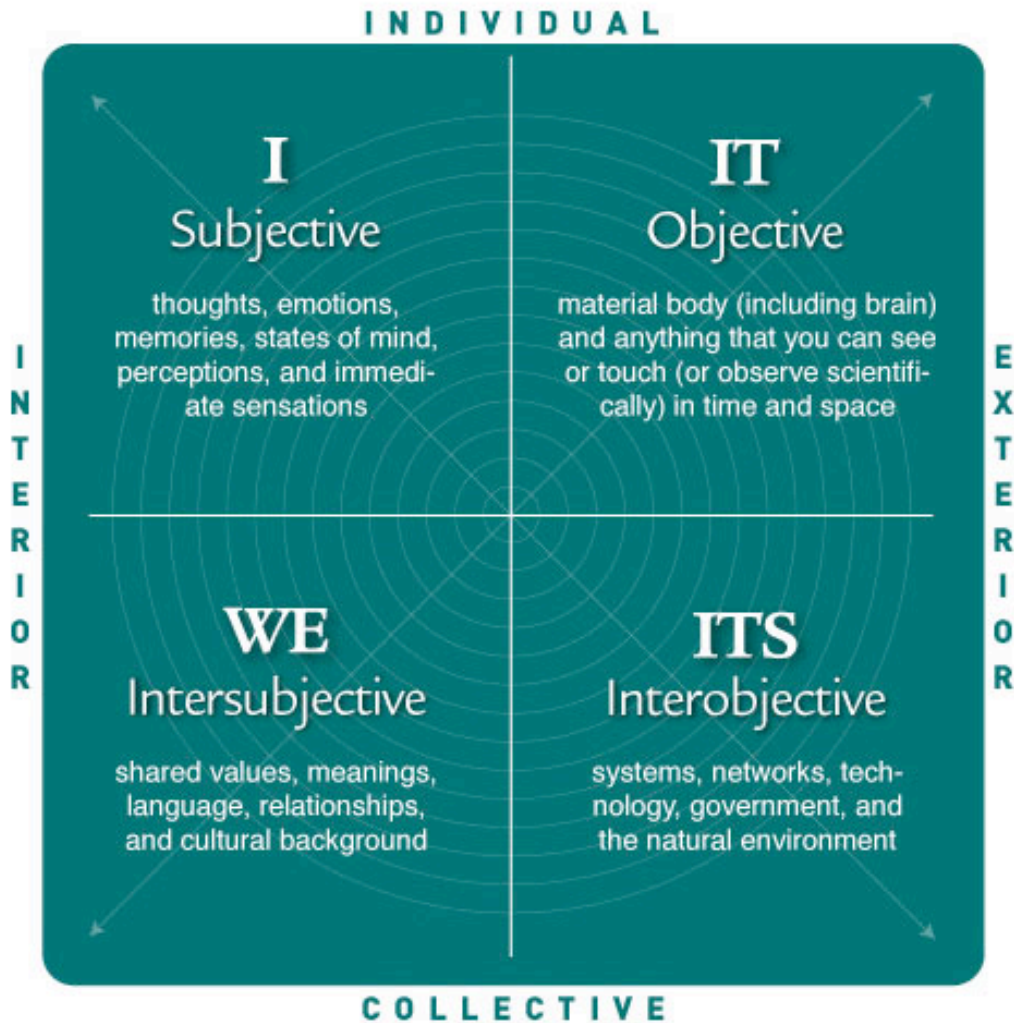 INDIVIDUAL
I
Subjective
thoughts, emotions,
memories, states of mind,
perceptions, and immedi-
ate sensations
IT
Objective
material body (including brain)
and anything that you can see
or touch (or observe scientifi-
cally) in time and space
INTERIOR
EXTERIOR
WE
Intersubjective
shared values, meanings,
language, relationships,
and cultural background
ITS
Interobjective
systems, networks, tech-
nology, government, and
the natural environment
COLLECTIVE